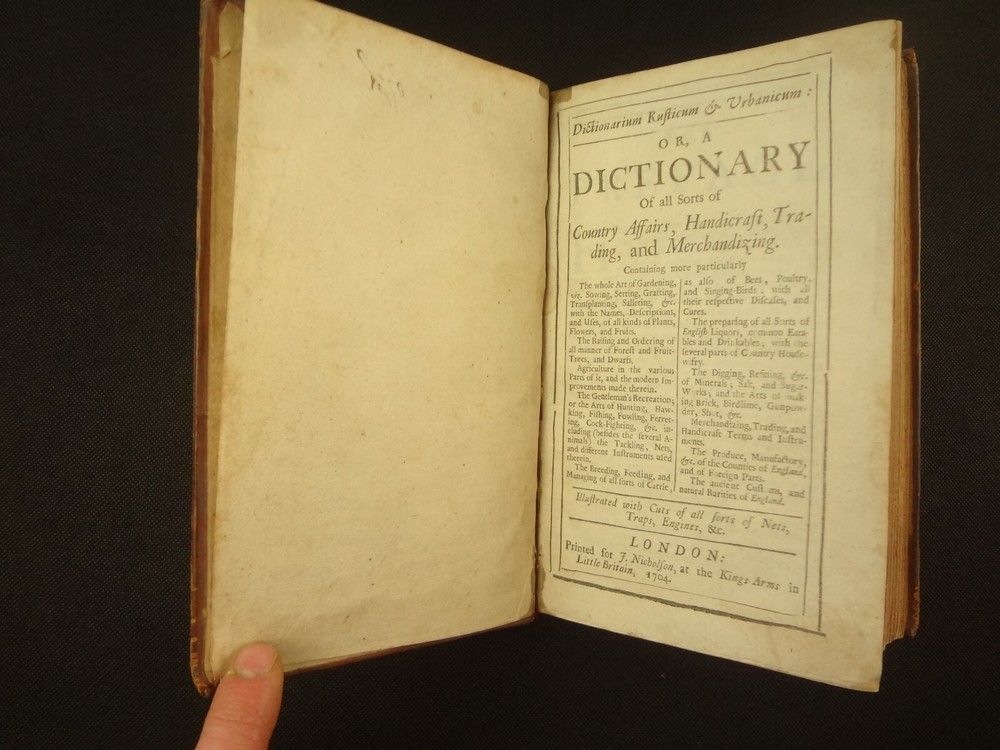 Dictionarium Ruſticum & Urbanicum:
OR, A
DICTIONARY
Of all Sorts of
Country Affairs, Handicraft, Tra-
ding, and Merchandizing.
Containing more particularly
The whole Art of Gardening,
viz. Sowing, Setting, Grafting,
Tranſplanting, Salleting, &c.
with the Names, Deſcriptions,
and Uſes, of all kinds of Plants,
Flowers, and Fruits.
The Raiſing and Ordering of
all manner of Foreſt and Fruit-
Trees, and Dwarfs.
Agriculture in the various
Parts of it, and the modern Im-
provements made therein.
The Gentleman's Recreation;
or the Arts of Hunting, Haw-
king, Fiſhing, Fowling, Ferret-
ing, Cock-Fighting, &c. in-
cluding (beſides the ſeveral A-
nimals) the Tackling, Nets,
and different Inſtruments uſed
therein.
The Breeding, Feeding, and
Managing of all ſorts of Cattle,
as alſo of Bees, Poultry,
and Singing-Birds; with all
their reſpective Diſeaſes, and
Cures.
The preparing of all Sorts of
Engliſh Liquors, common Eata-
bles and Drinkables; with the
ſeveral parts of Country Houſe-
wifry.
The Digging, Refining, &c.
of Minerals; Salt, and Sugar-
Works; and the Arts of mak-
ing Brick, Birdlime, Gunpow-
der, Shot, &c.
Merchandizing, Trading, and
Handicraft Terms and Inſtru-
ments.
The Produce, Manufactory,
&c. of the Counties of England,
and of Foreign Parts.
The ancient Cuſtoms, and
natural Rarities of England.
Illuſtrated with Cuts of all ſorts of Nets,
Traps, Engines, &c.
LONDON:
Printed for J. Nicholſon, at the Kings Arms in
Little Britain, 1704.